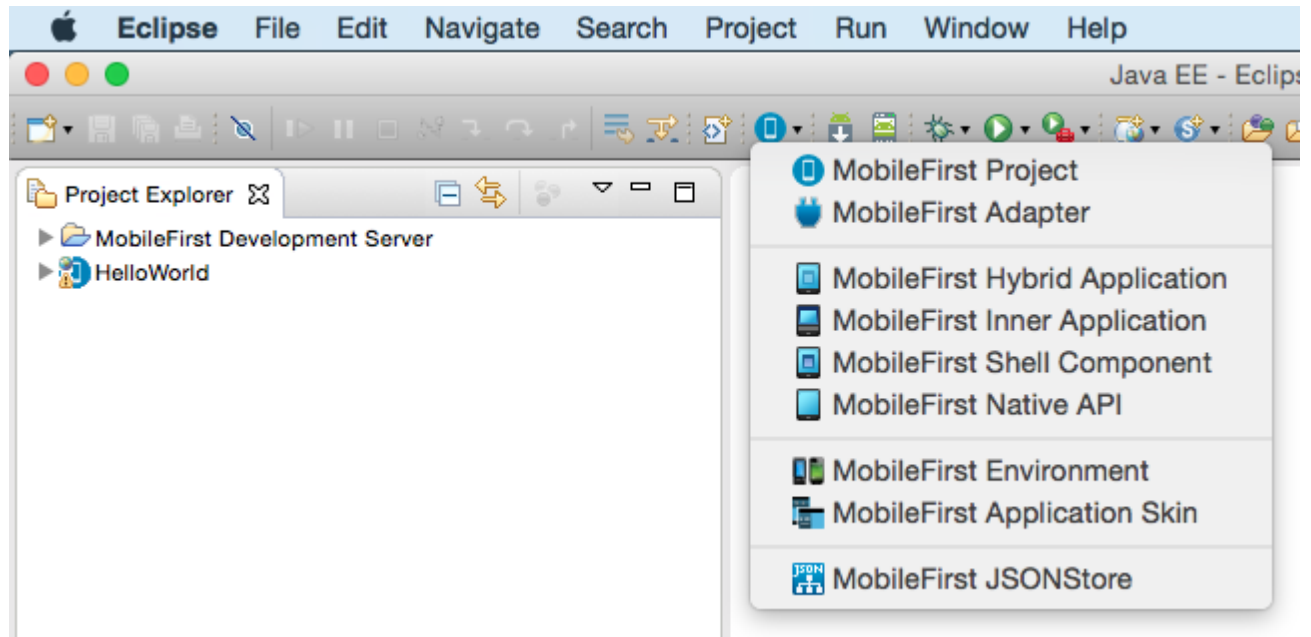 Eclipse File Edit Navigate Search Project Run Window Help
Java EE - Eclips
Project Explorer
MobileFirst Development Server
HelloWorld
MobileFirst Project
MobileFirst Adapter
MobileFirst Hybrid Application
MobileFirst Inner Application
MobileFirst Shell Component
MobileFirst Native API
MobileFirst Environment
MobileFirst Application Skin
JSON MobileFirst JSONStore